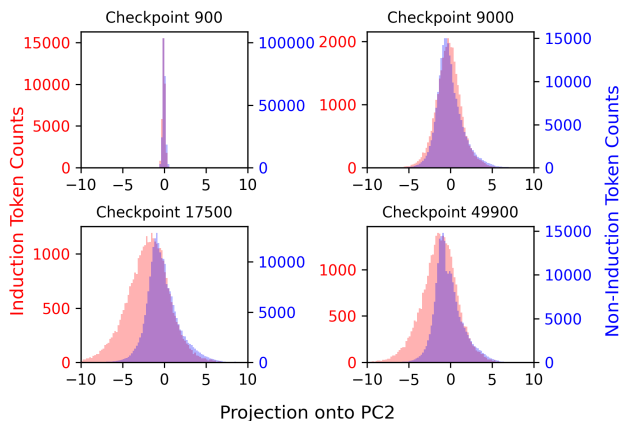 Checkpoint 900
Checkpoint 9000
15000
10000
5000
0
100000
50000
0
−10 −5 0 5 10
2000
1000
0
15000
10000
5000
0
−10 −5 0 5 10
Checkpoint 17500
Checkpoint 49900
1000
500
0
10000
5000
0
−10 −5 0 5 10
1000
500
0
15000
10000
5000
0
−10 −5 0 5 10
Induction Token Counts
Non-Induction Token Counts
Projection onto PC2